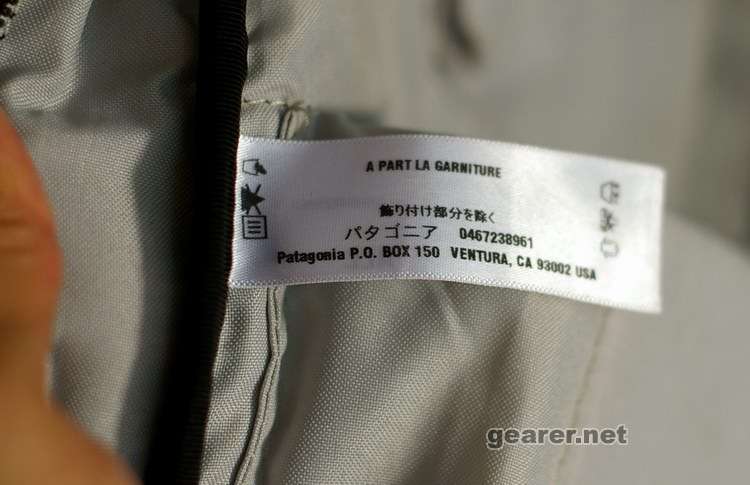 A PART LA GARNITURE
飾り付け部分を除く
パタゴニア 0467238961
Patagonia P.O. BOX 150 VENTURA, CA 93002 USA
gearer.net